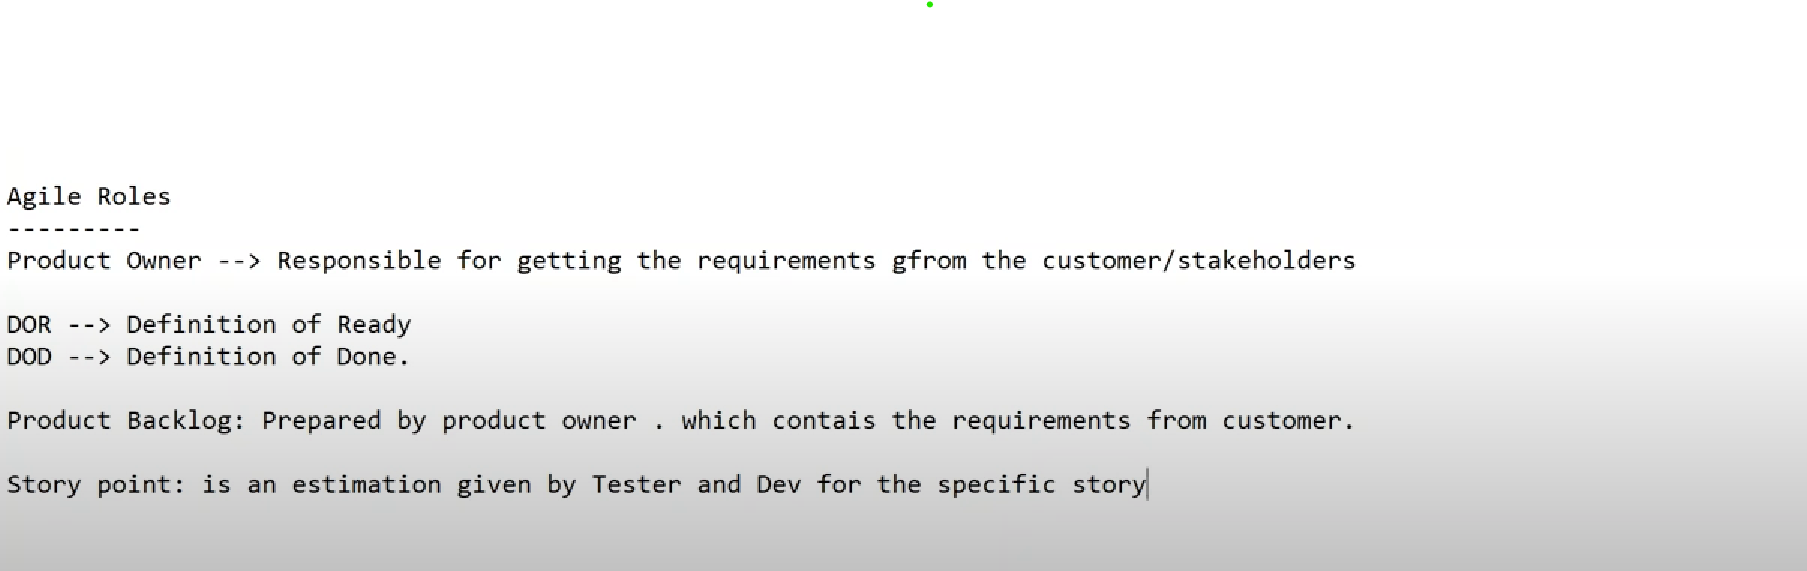 Agile Roles
---------
Product Owner --> Responsible for getting the requirements gfrom the customer/stakeholders
DOR --> Definition of Ready
DOD --> Definition of Done.
Product Backlog: Prepared by product owner . which contais the requirements from customer.
Story point: is an estimation given by Tester and Dev for the specific story